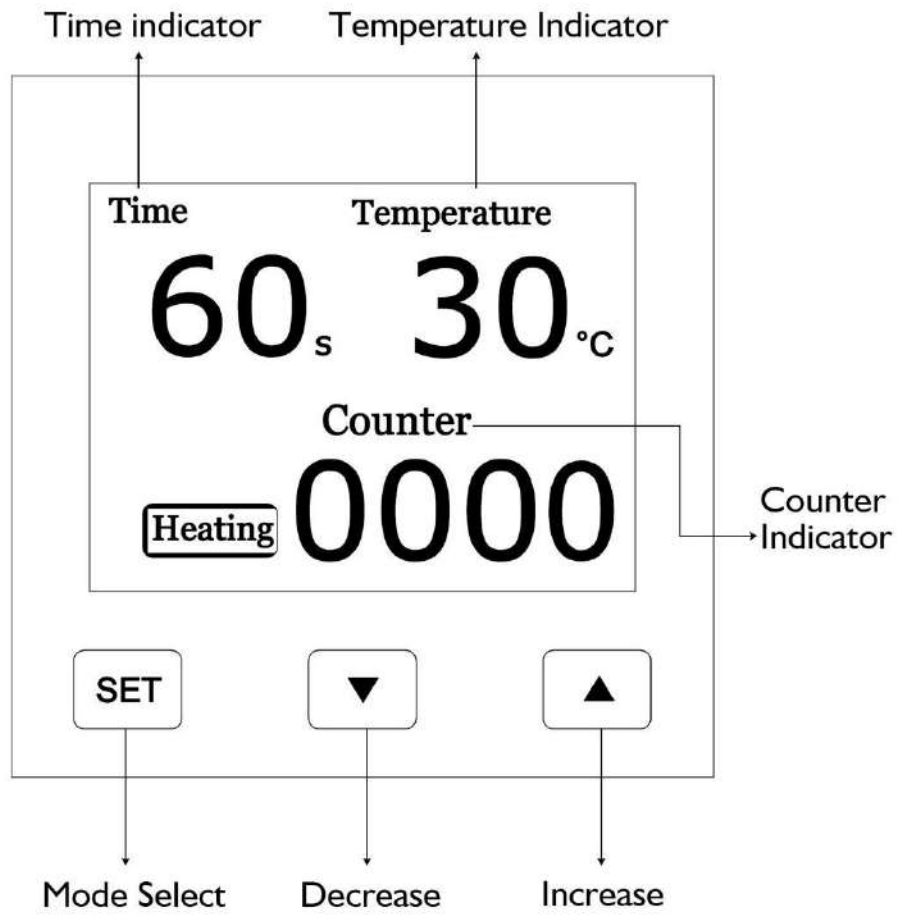 Time indicator
Temperature Indicator
Time
Temperature
60s
30°C
Counter
Heating
0000
Counter
Indicator
SET
▼
▲
Mode Select
Decrease
Increase